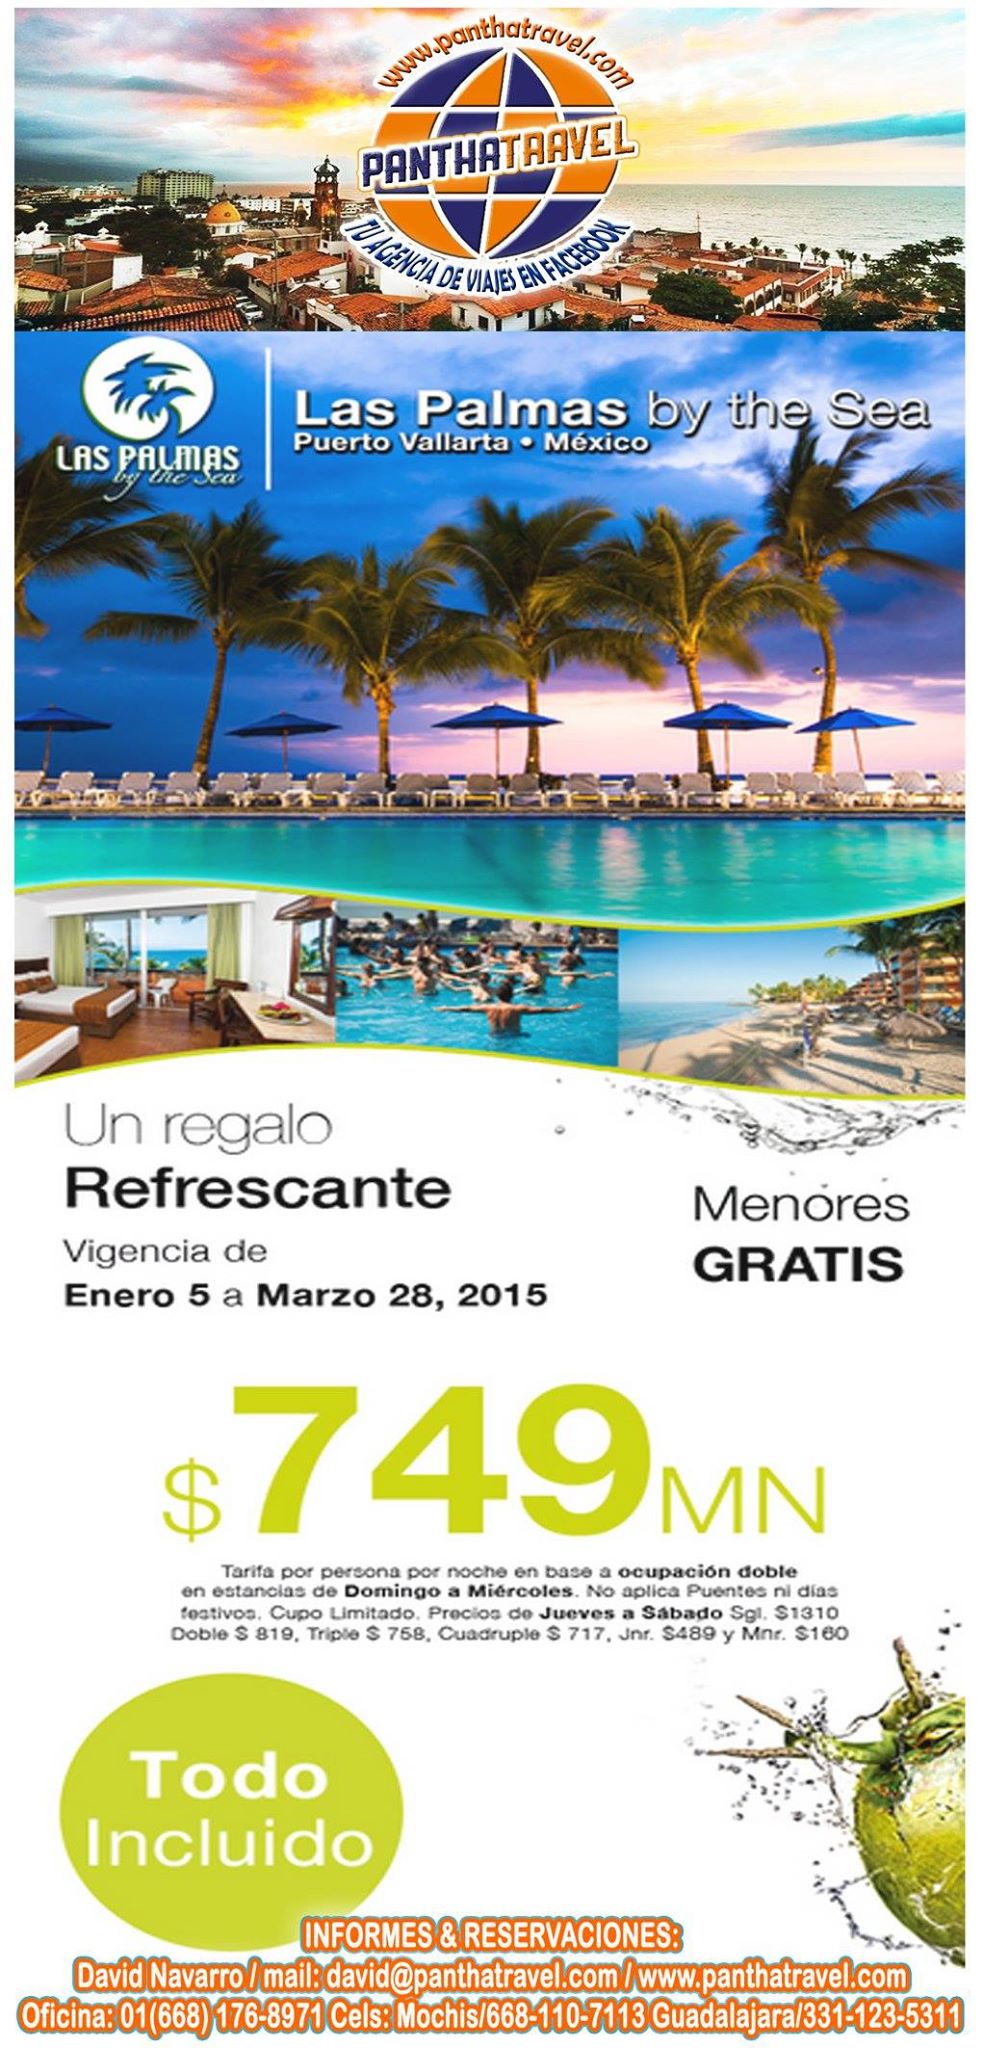 www.panthatravel.com
PANTHATRAVEL
TU AGENCIA DE VIAJES EN FACEBOOK
LAS PALMAS
by the Sea
Las Palmas by the Sea
Puerto Vallarta • México
Un regalo
Refrescante
Vigencia de
Enero 5 a Marzo 28, 2015
Menores
GRATIS
$749MN
Tarifa por persona por noche en base a ocupación doble
en estancias de Domingo a Miércoles. No aplica Puentes ni días
festivos. Cupo Limitado. Precios de Jueves a Sábado Sgl. $1310
Doble $ 819, Triple $ 758, Cuadruple $ 717, Jnr. $489 y Mnr. $160
Todo
Incluido
INFORMES & RESERVACIONES:
David Navarro / mail: david@panthatravel.com / www.panthatravel.com
Oficina: 01(668) 176-8971 Cels: Mochis/668-110-7113 Guadalajara/331-123-5311